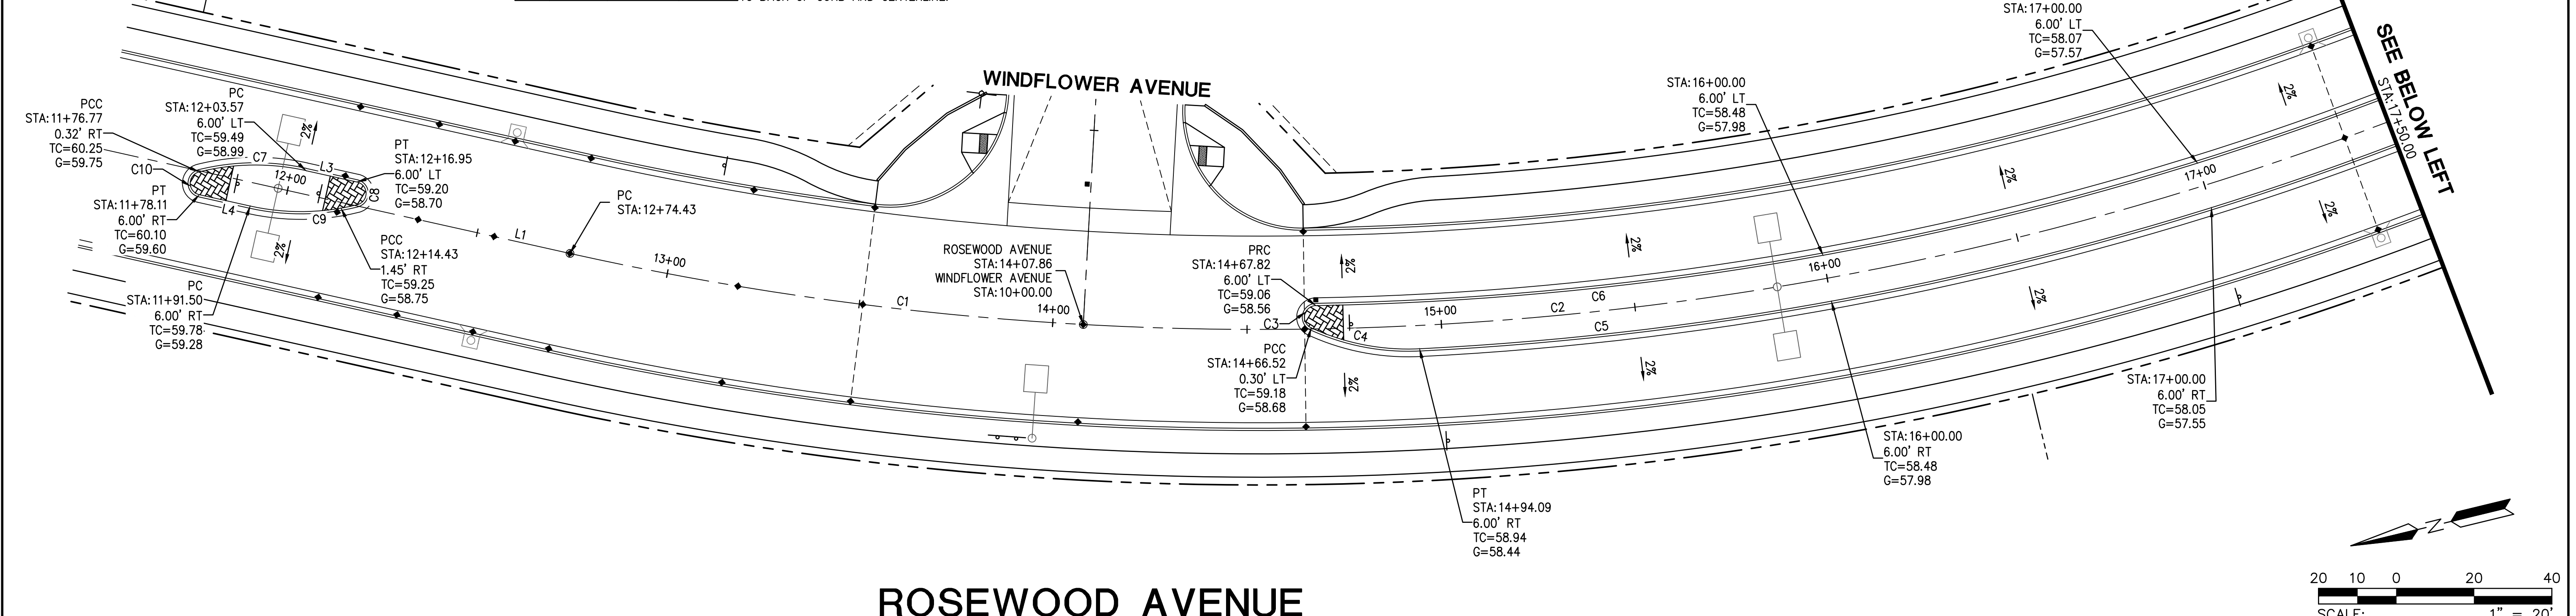 WINDFLOWER AVENUE
STA:17+00.00
6.00' LT
TC=58.07
G=57.57
SEE BELOW LEFT
STA:17+50.00
PCC
STA:11+76.77
0.32' RT
TC=60.25
G=59.75
PC
STA:12+03.57
6.00' LT
TC=59.49
G=58.99
2%
C7
L3
12+00
C10
C8
L4
C9
PT
STA:12+16.95
6.00' LT
TC=59.20
G=58.70
PT
STA:11+78.11
6.00' RT
TC=60.10
G=59.60
2%
PCC
STA:12+14.43
1.45' RT
TC=59.25
G=58.75
PC
STA:11+91.50
6.00' RT
TC=59.78
G=59.28
PC
STA:12+74.43
L1
13+00
C1
ROSEWOOD AVENUE
STA:14+07.86
WINDFLOWER AVENUE
STA:10+00.00
14+00
PRC
STA:14+67.82
6.00' LT
TC=59.06
G=58.56
C3
2%
PCC
STA:14+66.52
0.30' LT
TC=59.18
G=58.68
C4
2%
15+00
C2
C6
C5
STA:16+00.00
6.00' LT
TC=58.48
G=57.98
2%
2%
16+00
2%
17+00
2%
2%
2%
PT
STA:14+94.09
6.00' RT
TC=58.94
G=58.44
STA:16+00.00
6.00' RT
TC=58.48
G=57.98
STA:17+00.00
6.00' RT
TC=58.05
G=57.55
Z
ROSEWOOD AVENUE
20 10 0 20 40
SCALE: 1" = 20'